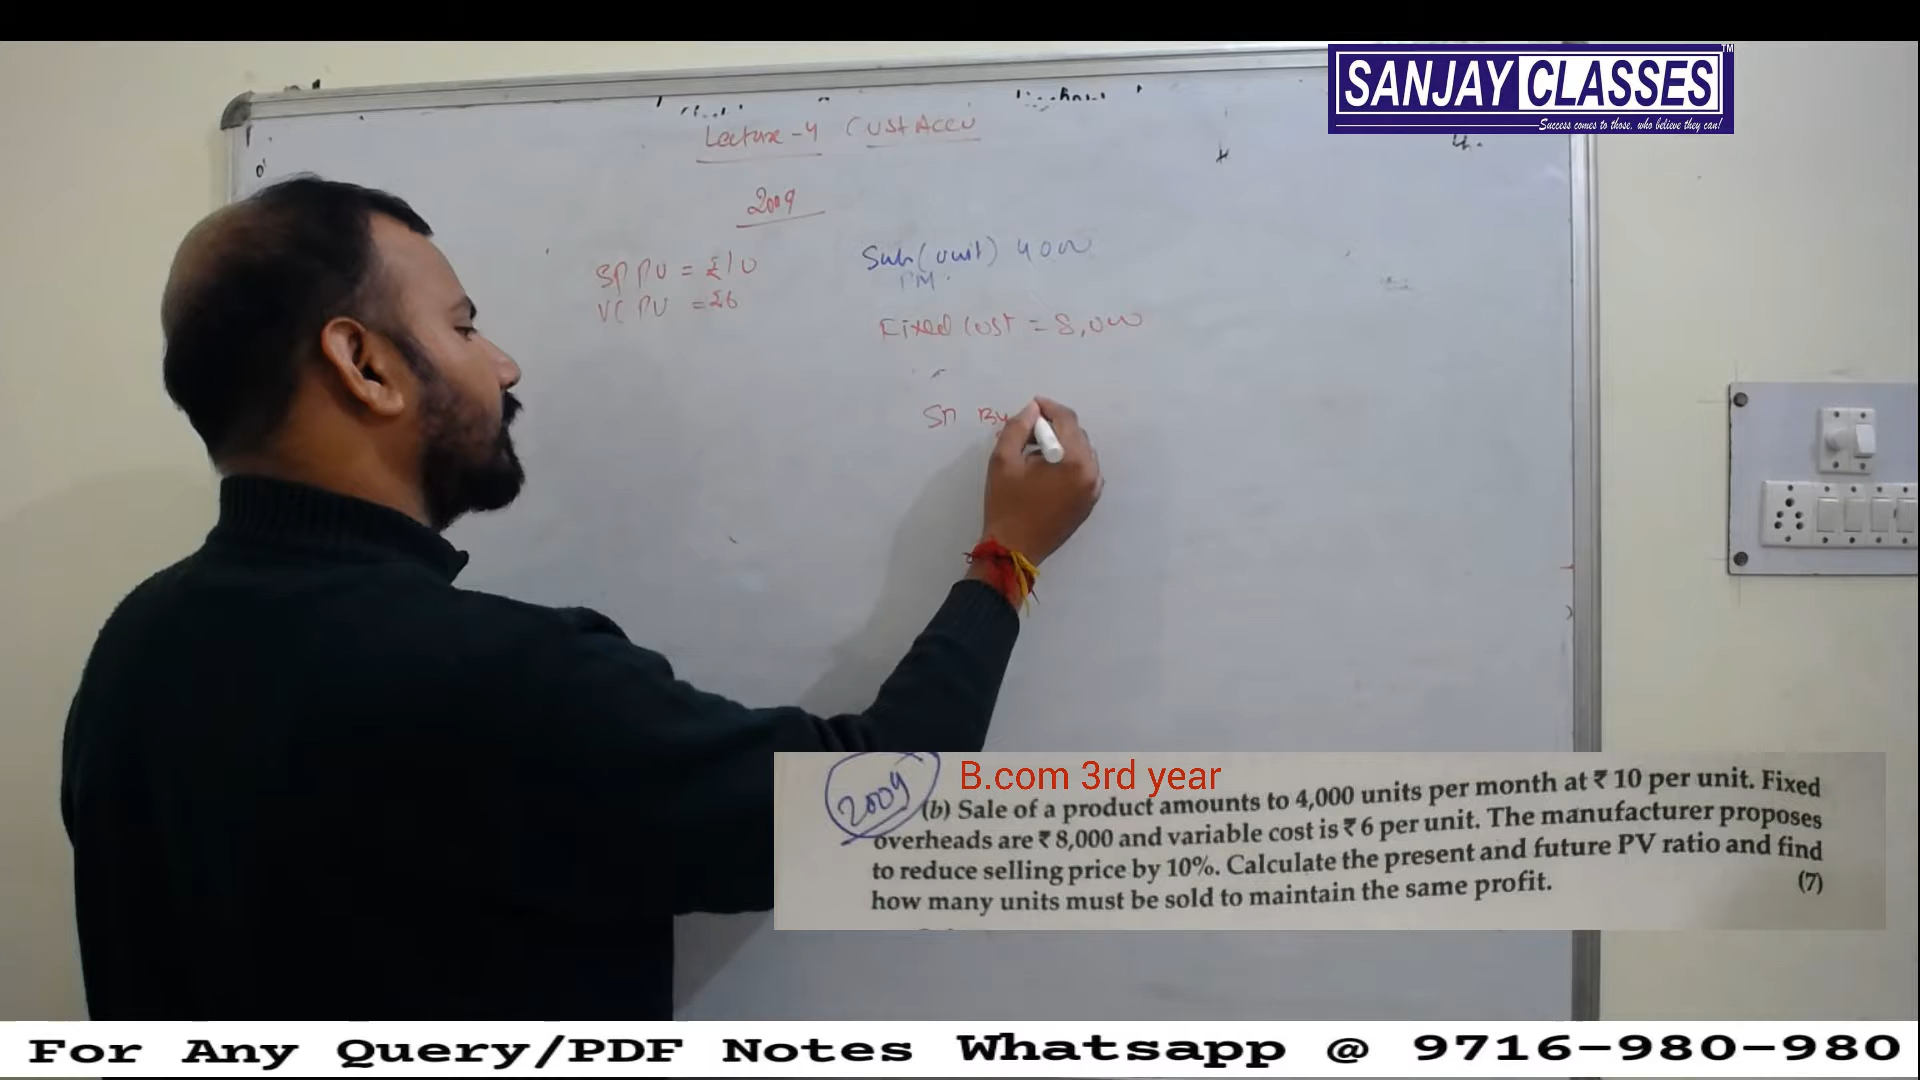 SANJAY CLASSES TM
Success comes to those, who believe they can!
Lecture-4
2009
SP PU = ₹10
VC PU = ₹6
(unit) 4000
PM.
Fixed Cost = 8,000
By
2009
B.com 3rd year
(b) Sale of a product amounts to 4,000 units per month at ₹ 10 per unit. Fixed
overheads are ₹ 8,000 and variable cost is ₹ 6 per unit. The manufacturer proposes
to reduce selling price by 10%. Calculate the present and future PV ratio and find
how many units must be sold to maintain the same profit. (7)
For Any Query/PDF Notes Whatsapp @ 9716-980-980